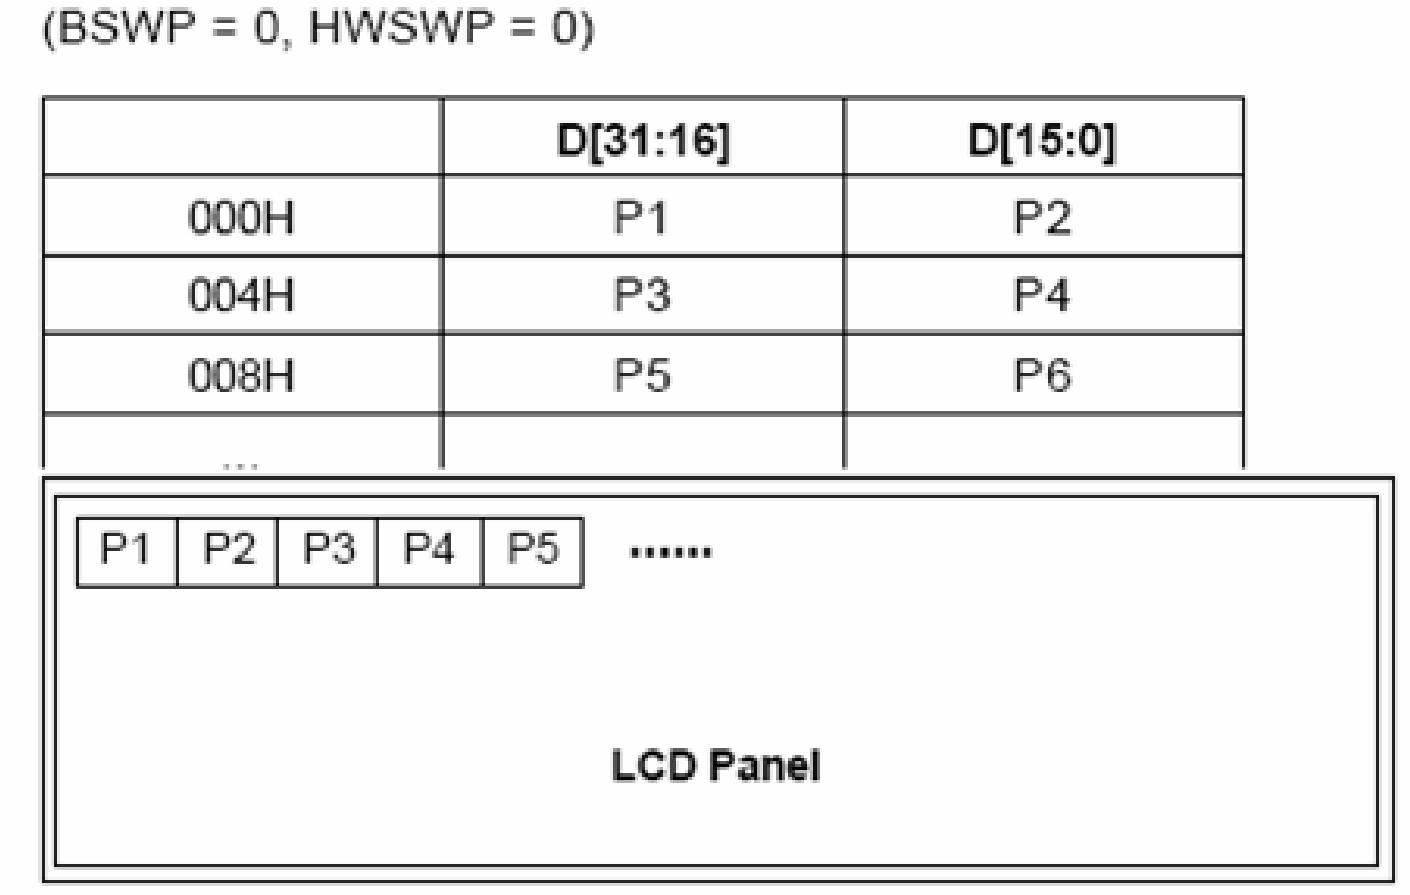 (BSWP = 0, HWSWP = 0)
D[31:16] D[15:0]
000H P1 P2
004H P3 P4
008H P5 P6
...
P1 P2 P3 P4 P5 ......
LCD Panel